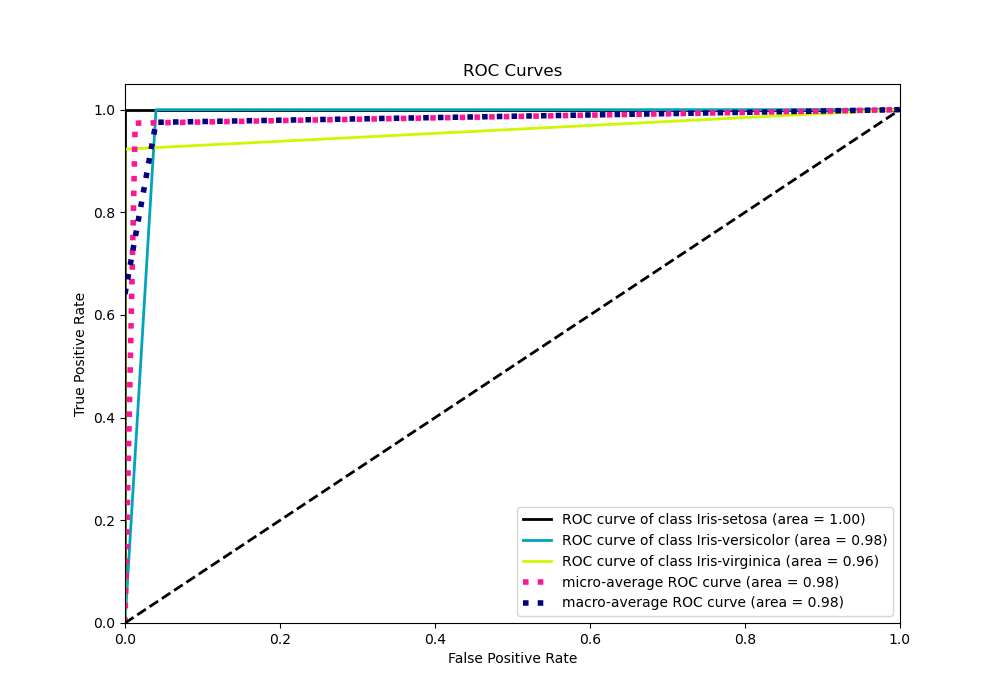 ROC Curves
1.0
0.8
0.6
0.4
0.2
0.0
True Positive Rate
0.0 0.2 0.4 0.6 0.8 1.0
False Positive Rate
ROC curve of class Iris-setosa (area = 1.00)
ROC curve of class Iris-versicolor (area = 0.98)
ROC curve of class Iris-virginica (area = 0.96)
micro-average ROC curve (area = 0.98)
macro-average ROC curve (area = 0.98)